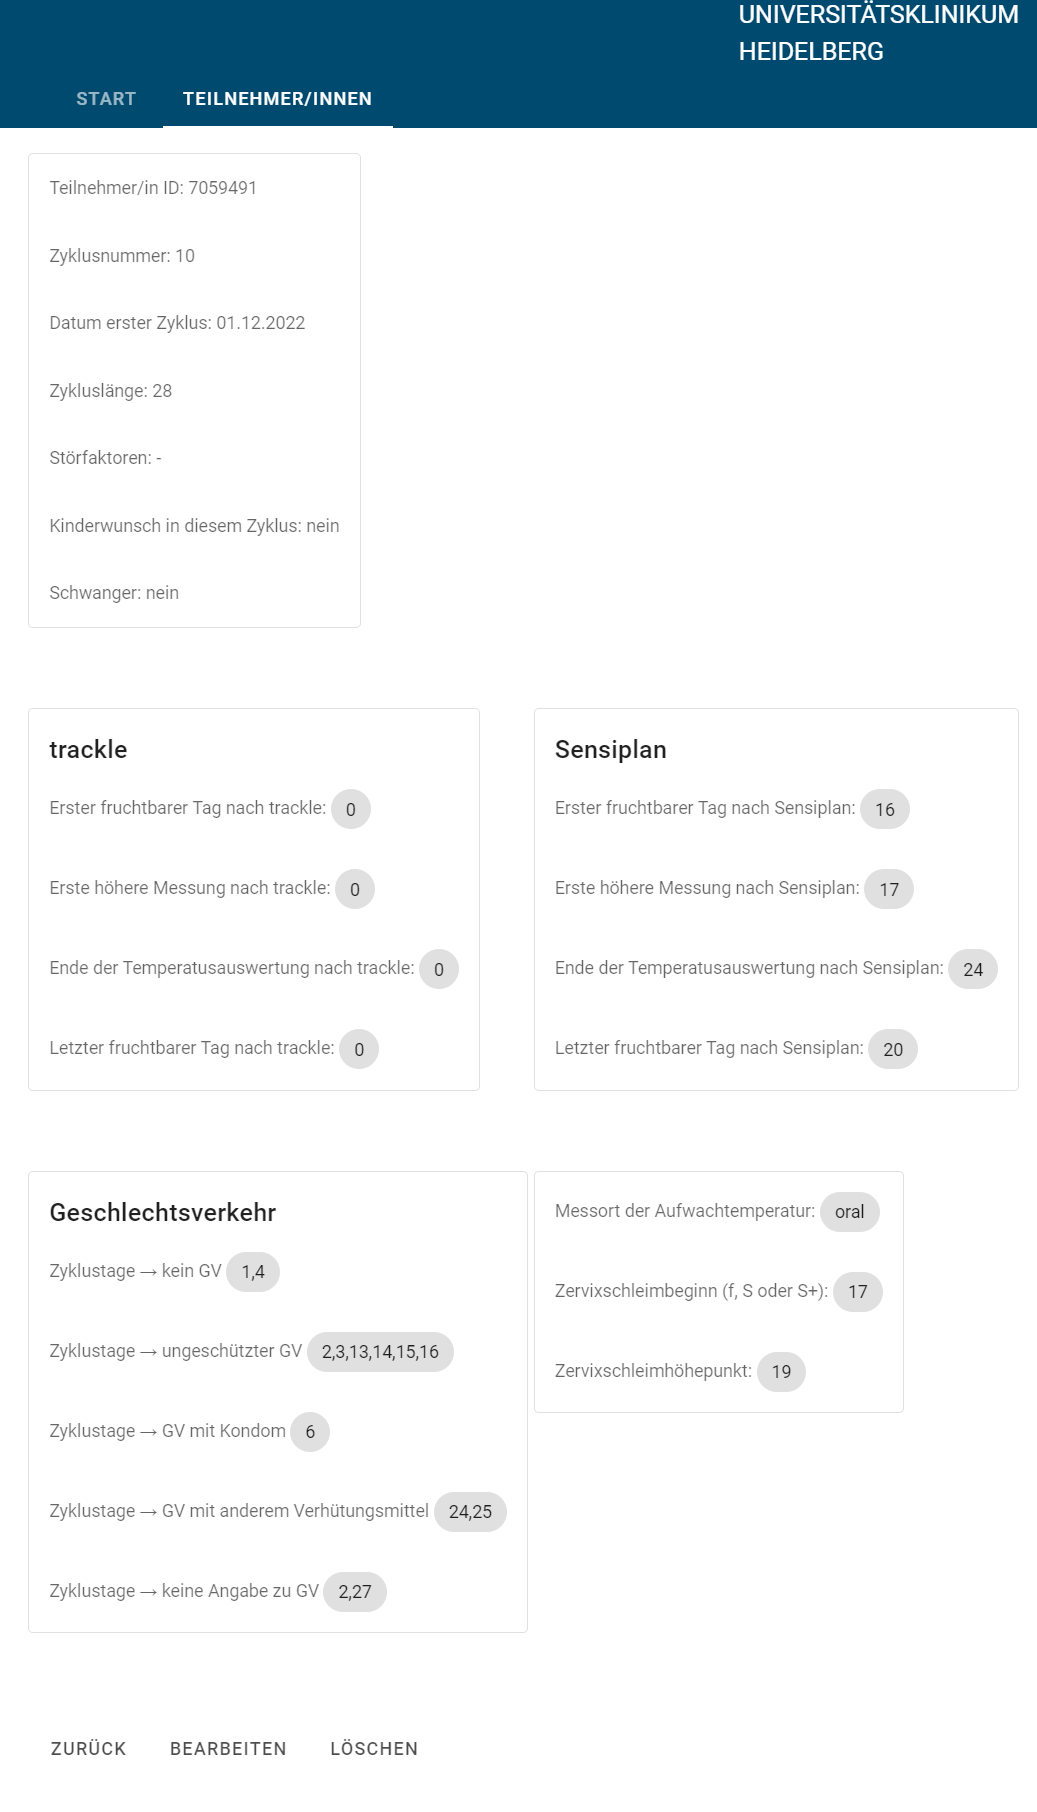 UNIVERSITÄTSKLINIKUM
HEIDELBERG
START TEILNEHMER/INNEN
Teilnehmer/in ID: 7059491
Zyklusnummer: 10
Datum erster Zyklus: 01.12.2022
Zykluslänge: 28
Störfaktoren: -
Kinderwunsch in diesem Zyklus: nein
Schwanger: nein
trackle
Erster fruchtbarer Tag nach trackle: 0
Erste höhere Messung nach trackle: 0
Ende der Temperatusauswertung nach trackle: 0
Letzter fruchtbarer Tag nach trackle: 0
Sensiplan
Erster fruchtbarer Tag nach Sensiplan: 16
Erste höhere Messung nach Sensiplan: 17
Ende der Temperatusauswertung nach Sensiplan: 24
Letzter fruchtbarer Tag nach Sensiplan: 20
Geschlechtsverkehr
Zyklustage → kein GV 1,4
Zyklustage → ungeschützter GV 2,3,13,14,15,16
Zyklustage → GV mit Kondom 6
Zyklustage → GV mit anderem Verhütungsmittel 24,25
Zyklustage → keine Angabe zu GV 2,27
Messort der Aufwachtemperatur: oral
Zervixschleimbeginn (f, S oder S+): 17
Zervixschleimhöhepunkt: 19
ZURÜCK BEARBEITEN LÖSCHEN